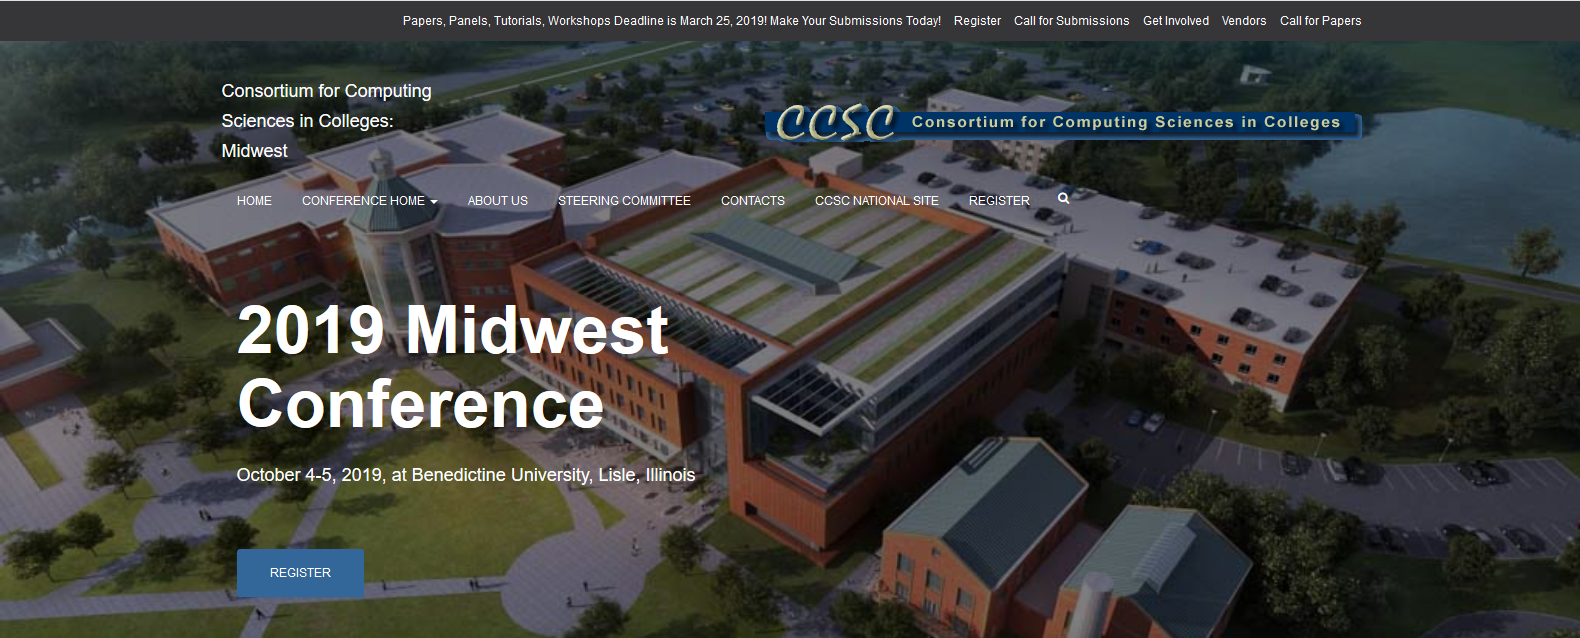 Papers, Panels, Tutorials, Workshops Deadline is March 25, 2019! Make Your Submissions Today! Register Call for Submissions Get Involved Vendors Call for Papers
Consortium for Computing
Sciences in Colleges:
Midwest
CCSC Consortium for Computing Sciences in Colleges
HOME CONFERENCE HOME ABOUT US STEERING COMMITTEE CONTACTS CCSC NATIONAL SITE REGISTER
2019 Midwest
Conference
October 4-5, 2019, at Benedictine University, Lisle, Illinois
REGISTER